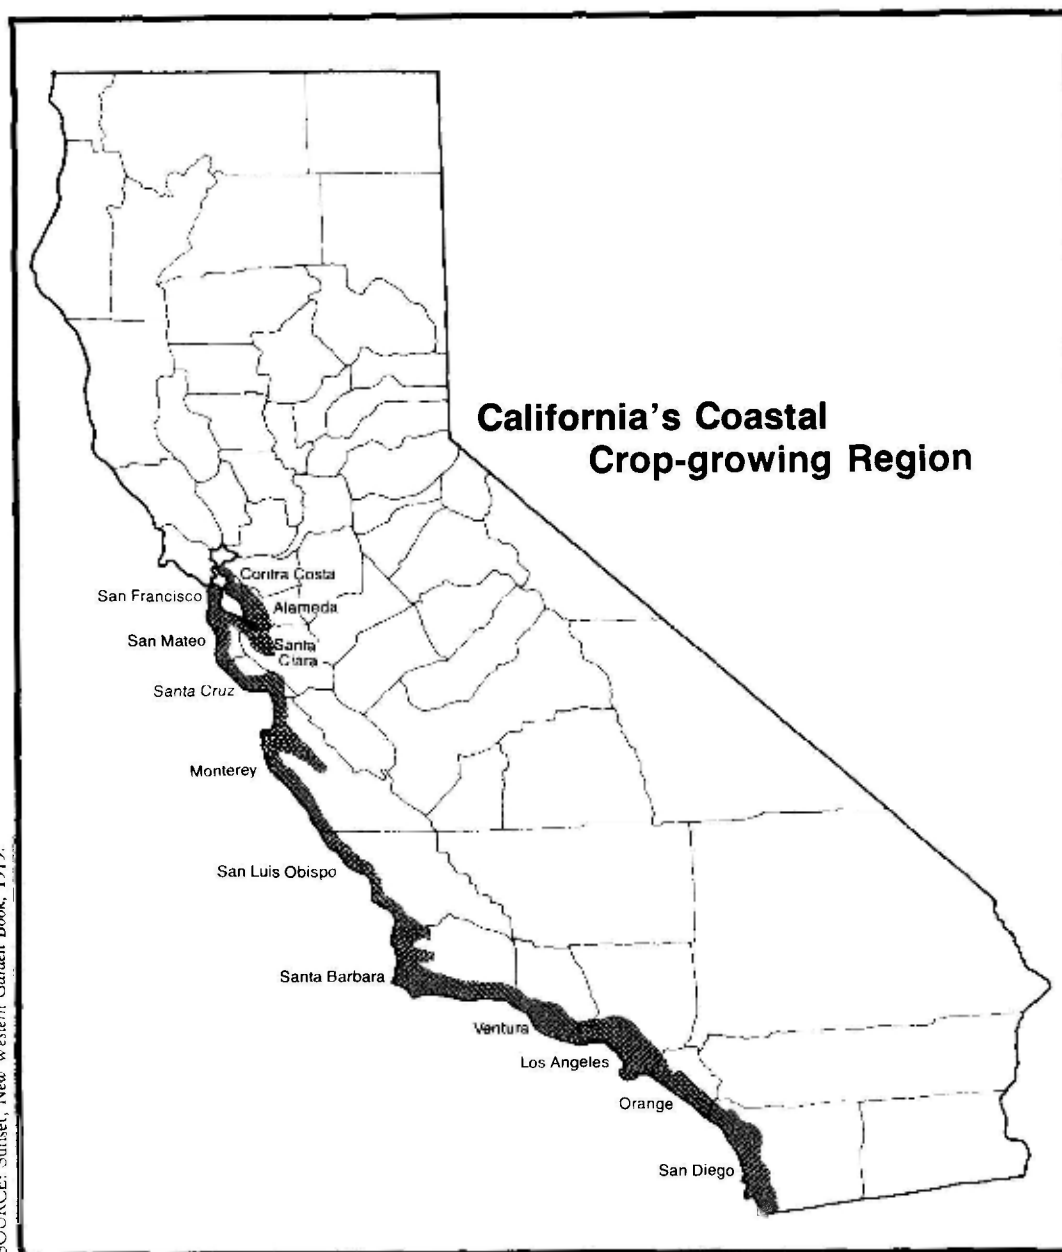 California's Coastal
Crop-growing Region
Contra Costa
San Francisco
Alameda
San Mateo
Santa
Clara
Santa Cruz
Monterey
San Luis Obispo
Santa Barbara
Ventura
Los Angeles
Orange
San Diego
SOURCE: Sunset, New Western Garden Book, 1979.